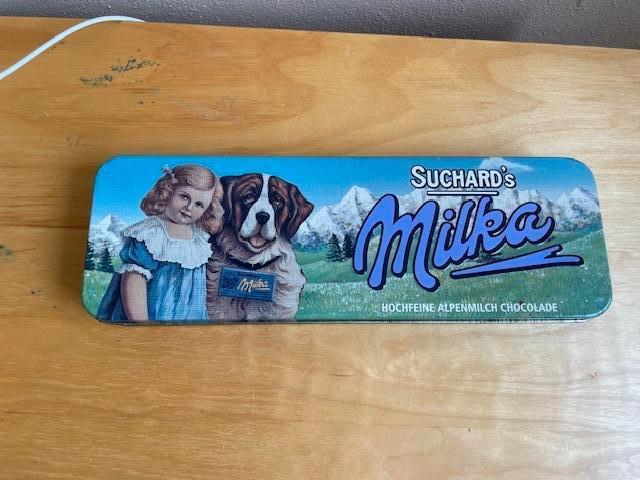 SUCHARD's
Milka
HOCHFEINE ALPENMILCH CHOCOLADE
Milka